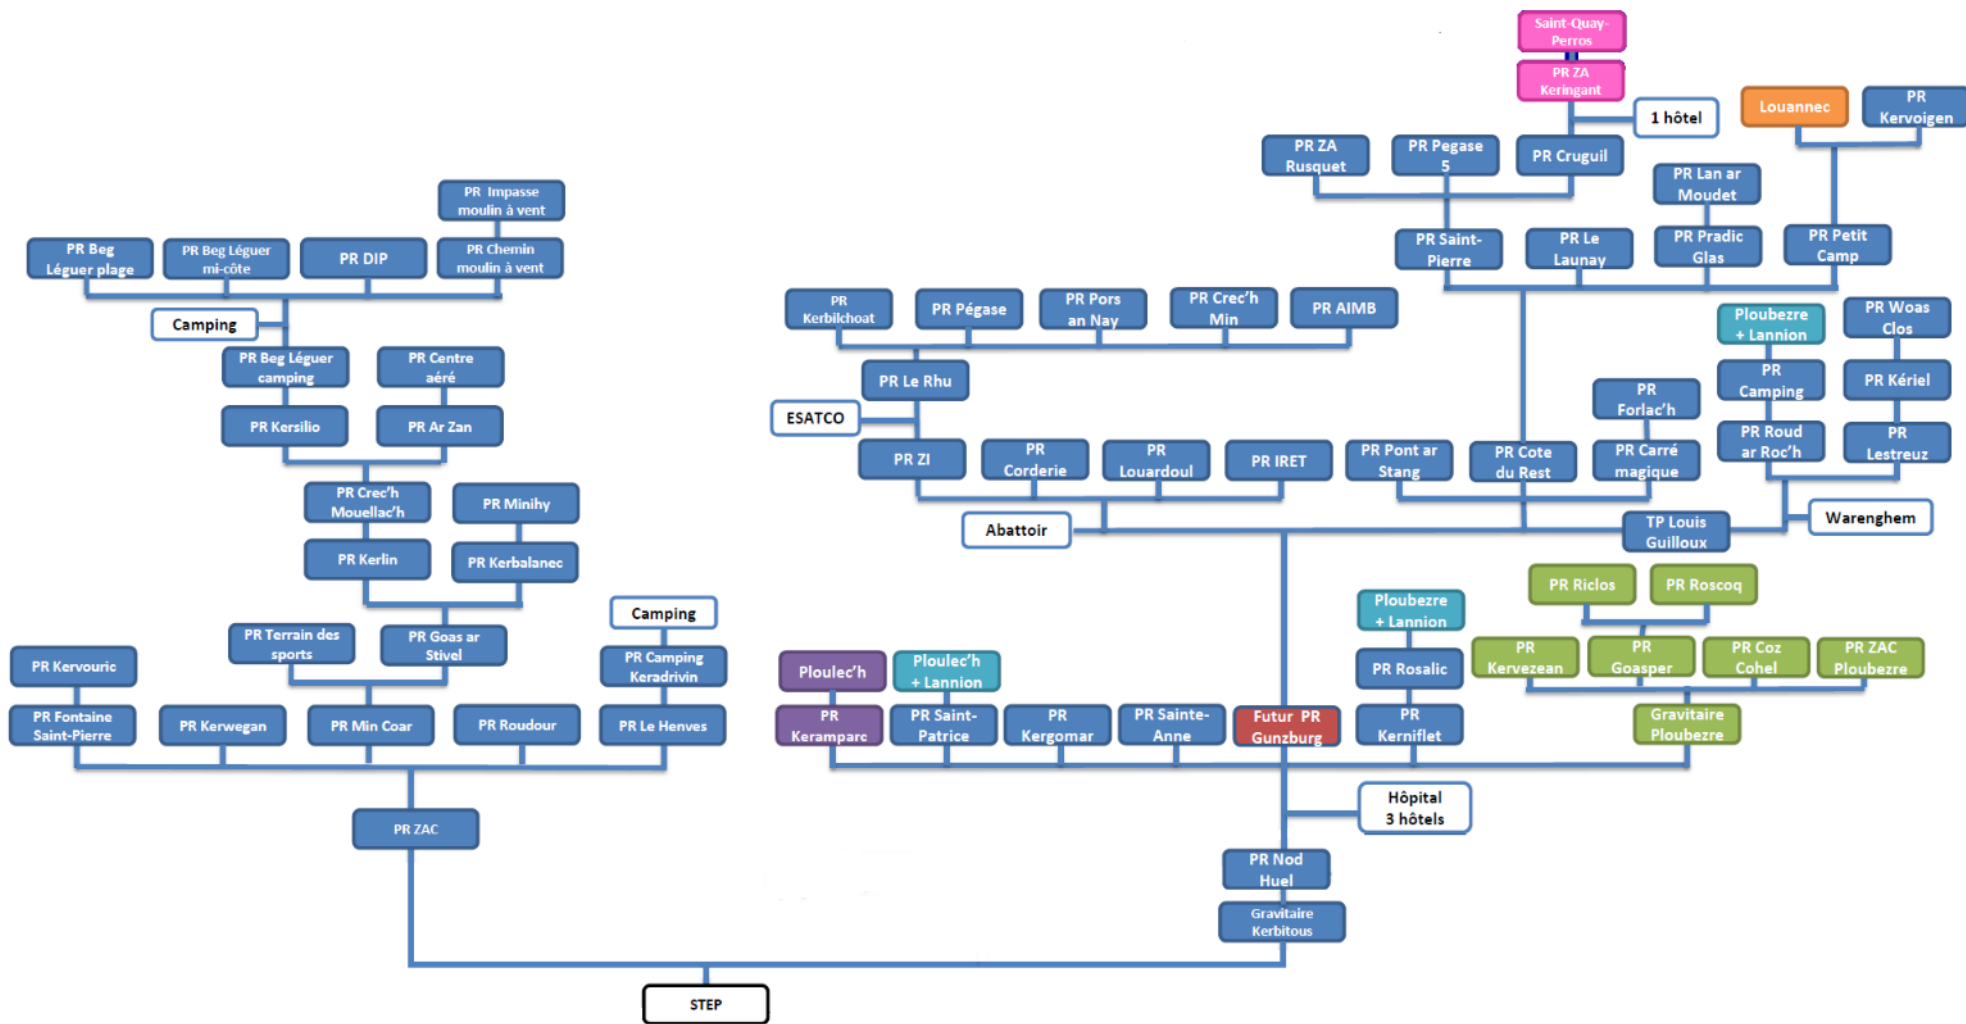 Saint-Quay-
Perros
PR ZA
Keringant
1 hôtel
Louannec
PR
Kervoigen
PR ZA
Rusquet
PR Pegase
5
PR Cruguil
PR Lan ar
Moudet
PR Impasse
moulin à vent
PR Beg
Léguer plage
PR Beg Léguer
mi-côte
PR DIP
PR Chemin
moulin à vent
PR Saint-
Pierre
PR Le
Launay
PR Pradic
Glas
PR Petit
Camp
Camping
PR
Kerbilchoat
PR Pégase
PR Pors
an Nay
PR Crec'h
Min
PR AIMB
Ploubezre
+ Lannion
PR Woas
Clos
PR Beg Léguer
camping
PR Centre
aéré
PR Le Rhu
PR
Camping
PR Kériel
ESATCO
PR
Forlac'h
PR Kersilio
PR Ar Zan
PR ZI
PR
Corderie
PR
Louardoul
PR IRET
PR Pont ar
Stang
PR Cote
du Rest
PR Carré
magique
PR Roud
ar Roc'h
PR
Lestreuz
PR Crec'h
Mouellac'h
PR Minihy
Abattoir
TP Louis
Guilloux
Warenghem
PR Kerlin
PR Kerbalanec
PR Riclos
PR Roscoq
Camping
Ploubezre
+ Lannion
PR Terrain des
sports
PR Goas ar
Stivel
PR Kervouric
PR Camping
Keradrivin
Ploulec'h
Ploulec'h
+ Lannion
PR Rosalic
PR
Kervezean
PR
Goasper
PR Coz
Cohel
PR ZAC
Ploubezre
PR Fontaine
Saint-Pierre
PR Kerwegan
PR Min Coar
PR Roudour
PR Le Henves
PR
Keramparc
PR Saint-
Patrice
PR
Kergomar
PR Sainte-
Anne
Futur PR
Gunzburg
PR
Kerniflet
Gravitaire
Ploubezre
Hôpital
3 hôtels
PR ZAC
PR Nod
Huel
Gravitaire
Kerbitous
STEP